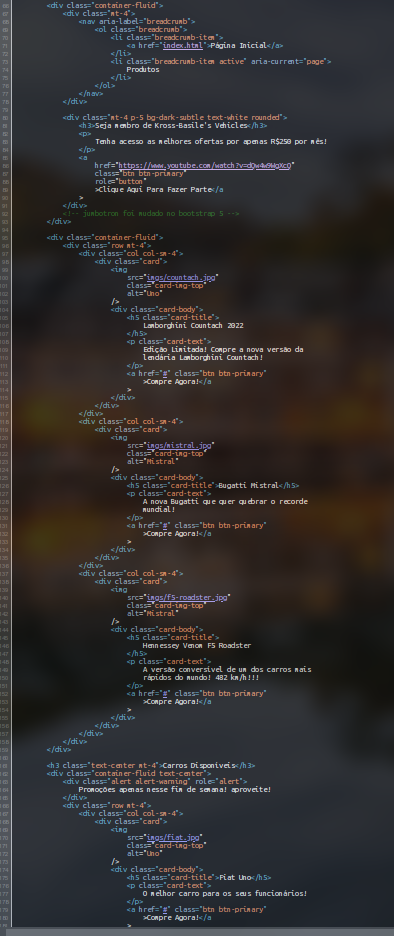 <div class="container-fluid">
<div class="mt-4">
<nav aria-label="breadcrumb">
<ol class="breadcrumb">
<li class="breadcrumb-item">
<a href="index.html">Página Inicial</a>
</li>
<li class="breadcrumb-item active" aria-current="page">
Produtos
</li>
</ol>
</nav>
</div>
<div class="mt-4 p-5 bg-dark-subtle text-white rounded">
<h3>Seja membro de Kross-Basile's Vehicles</h3>
<p>
Tenha acesso as melhores ofertas por apenas R$250 por mês!
</p>
<a
href="https://www.youtube.com/watch?v=dQw4w9WgXcQ"
class="btn btn-primary"
role="button"
>Clique Aqui Para Fazer Parte</a
>
</div>
<!-- jumbotron foi mudado no bootstrap 5 -->
</div>
<div class="container-fluid">
<div class="row mt-4">
<div class="col col-sm-4">
<div class="card">
<img
src="imgs/countach.jpg"
class="card-img-top"
alt="Uno"
/>
<div class="card-body">
<h5 class="card-title">
Lamborghini Countach 2022
</h5>
<p class="card-text">
Edição Limitada! Compre a nova versão da
lendária Lamborghini Countach!
</p>
<a href="#" class="btn btn-primary"
>Compre Agora!</a
>
</div>
</div>
</div>
<div class="col col-sm-4">
<div class="card">
<img
src="imgs/mistral.jpg"
class="card-img-top"
alt="Mistral"
/>
<div class="card-body">
<h5 class="card-title">Bugatti Mistral</h5>
<p class="card-text">
A nova Bugatti que quer quebrar o recorde
mundial!
</p>
<a href="#" class="btn btn-primary"
>Compre Agora!</a
>
</div>
</div>
</div>
<div class="col col-sm-4">
<div class="card">
<img
src="imgs/f5-roadster.jpg"
class="card-img-top"
alt="Mistral"
/>
<div class="card-body">
<h5 class="card-title">
Hennessey Venom F5 Roadster
</h5>
<p class="card-text">
A versão conversível de um dos carros mais
rápidos do mundo! 482 km/h!!!
</p>
<a href="#" class="btn btn-primary"
>Compre Agora!</a
>
</div>
</div>
</div>
</div>
</div>
<h3 class="text-center mt-4">Carros Disponíveis</h3>
<div class="container-fluid text-center">
<div class="alert alert-warning" role="alert">
Promoções apenas nesse fim de semana! aproveite!
</div>
<div class="row mt-4">
<div class="col col-sm-4">
<div class="card">
<img
src="imgs/fiat.jpg"
class="card-img-top"
alt="Uno"
/>
<div class="card-body">
<h5 class="card-title">Fiat Uno</h5>
<p class="card-text">
O melhor carro para os seus funcionários!
</p>
<a href="#" class="btn btn-primary"
>Compre Agora!</a
>
</div>